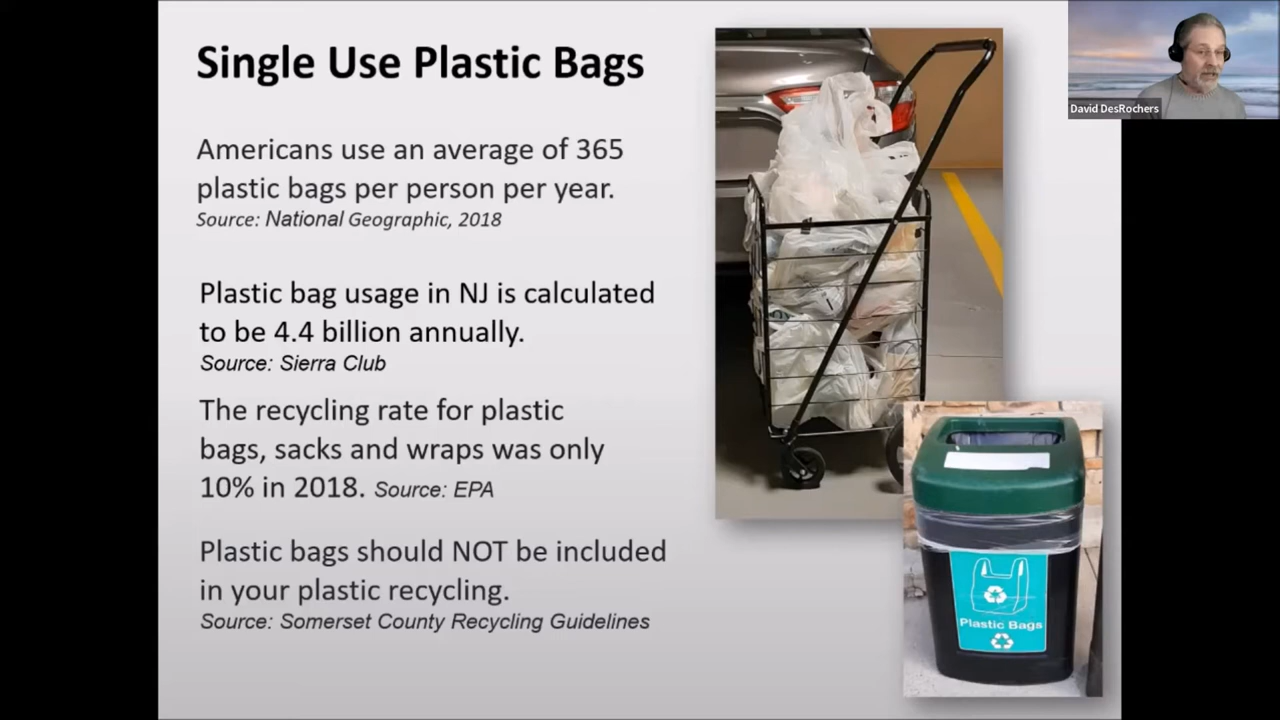 Single Use Plastic Bags
Americans use an average of 365
plastic bags per person per year.
Source: National Geographic, 2018
Plastic bag usage in NJ is calculated
to be 4.4 billion annually.
Source: Sierra Club
The recycling rate for plastic
bags, sacks and wraps was only
10% in 2018. Source: EPA
Plastic bags should NOT be included
in your plastic recycling.
Source: Somerset County Recycling Guidelines
Plastic Bags
David DesRochers